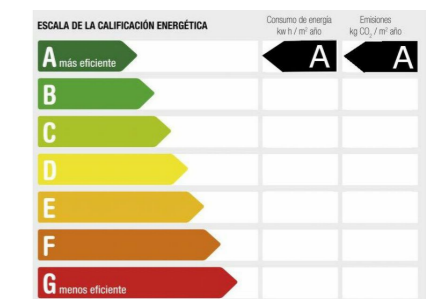 ESCALA DE LA CALIFICACIÓN ENERGÉTICA
Consumo de energía
kw h / m² año
Emisiones
kg CO₂ / m² año
A más eficiente
A
A
B
C
D
E
F
G menos eficiente